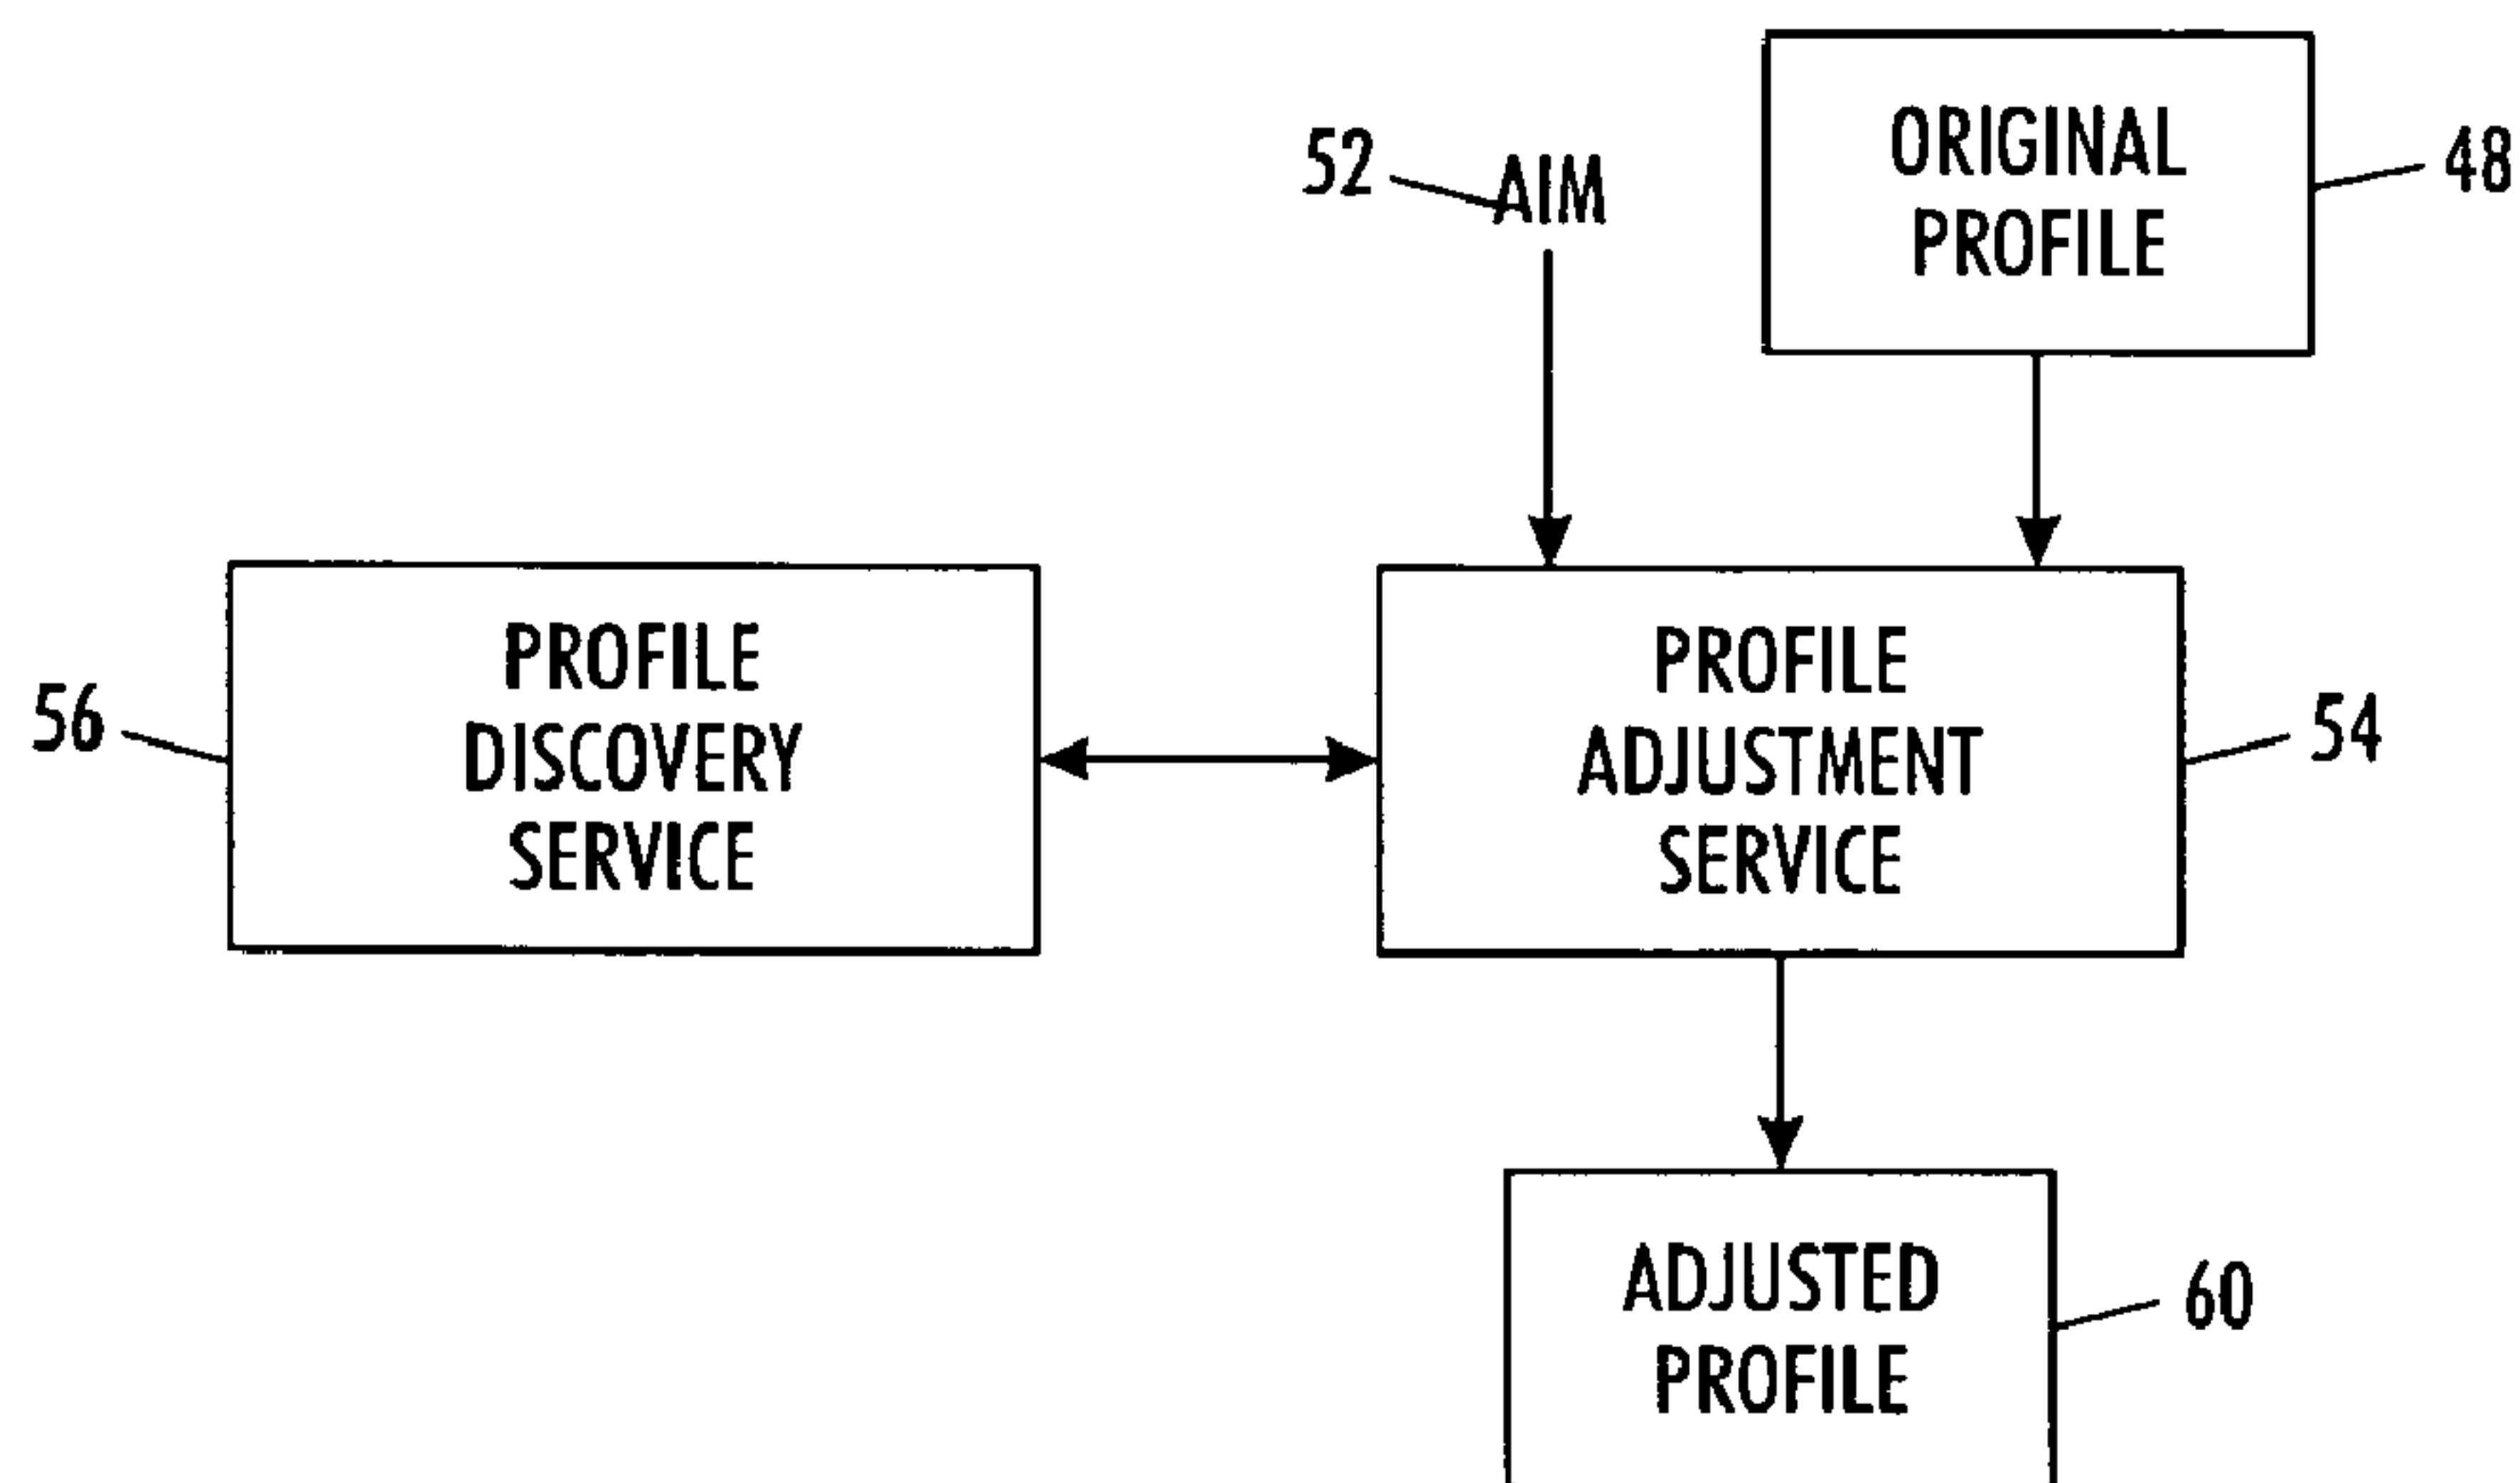 ORIGINAL
PROFILE
48
52
AIM
PROFILE
DISCOVERY
SERVICE
56
PROFILE
ADJUSTMENT
SERVICE
54
ADJUSTED
PROFILE
60